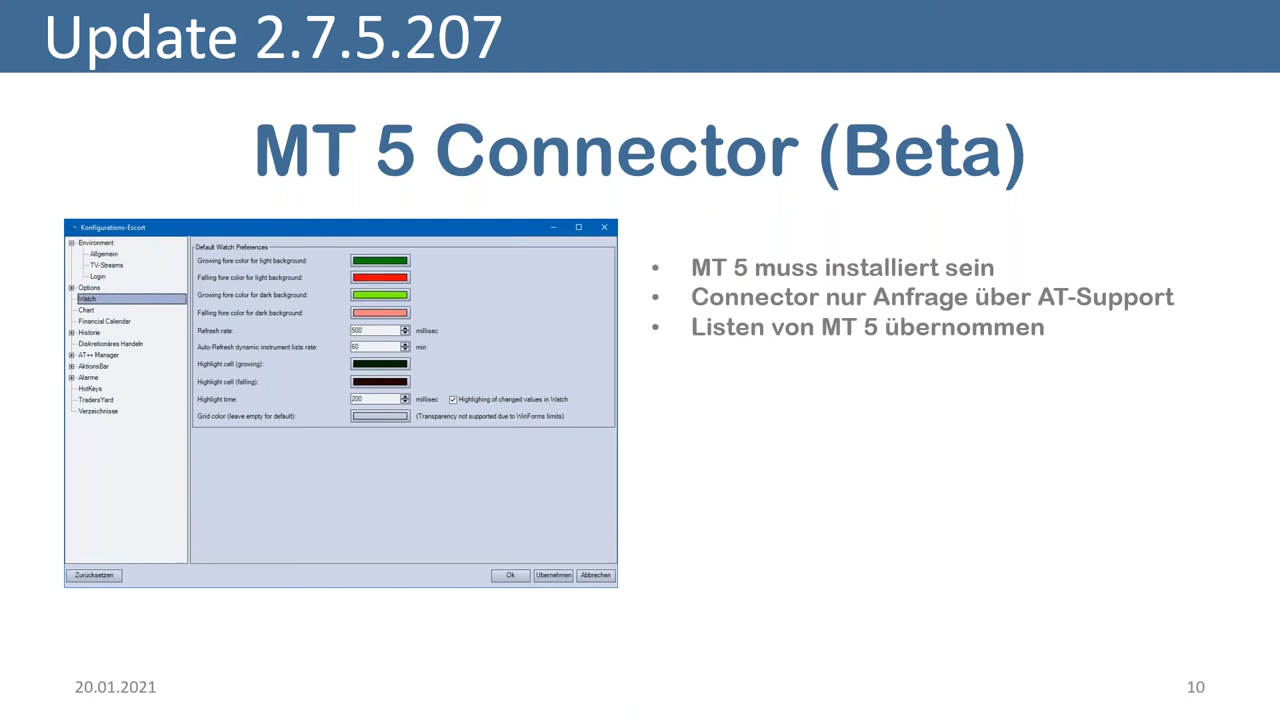 Update 2.7.5.207
MT 5 Connector (Beta)
Konfigurations-Escort
Environment
Allgemein
TV-Streams
Login
Options
Watch
Chart
Financial Calendar
Historie
Diskretionäres Handeln
AT++ Manager
AktionsBar
Alarme
HotKeys
TradersYard
Verzeichnisse
Default Watch Preferences
Growing fore color for light background:
Falling fore color for light background:
Growing fore color for dark background:
Falling fore color for dark background:
Refresh rate: 500 millisec
Auto-Refresh dynamic instrument lists rate: 60 min
Highlight cell (growing):
Highlight cell (falling):
Highlight time: 200 millisec Highlighing of changed values in Watch
Grid color (leave empty for default): (Transparency not supported due to WinForms limits)
Zurücksetzen Ok Übernehmen Abbrechen
• MT 5 muss installiert sein
• Connector nur Anfrage über AT-Support
• Listen von MT 5 übernommen
20.01.2021 10